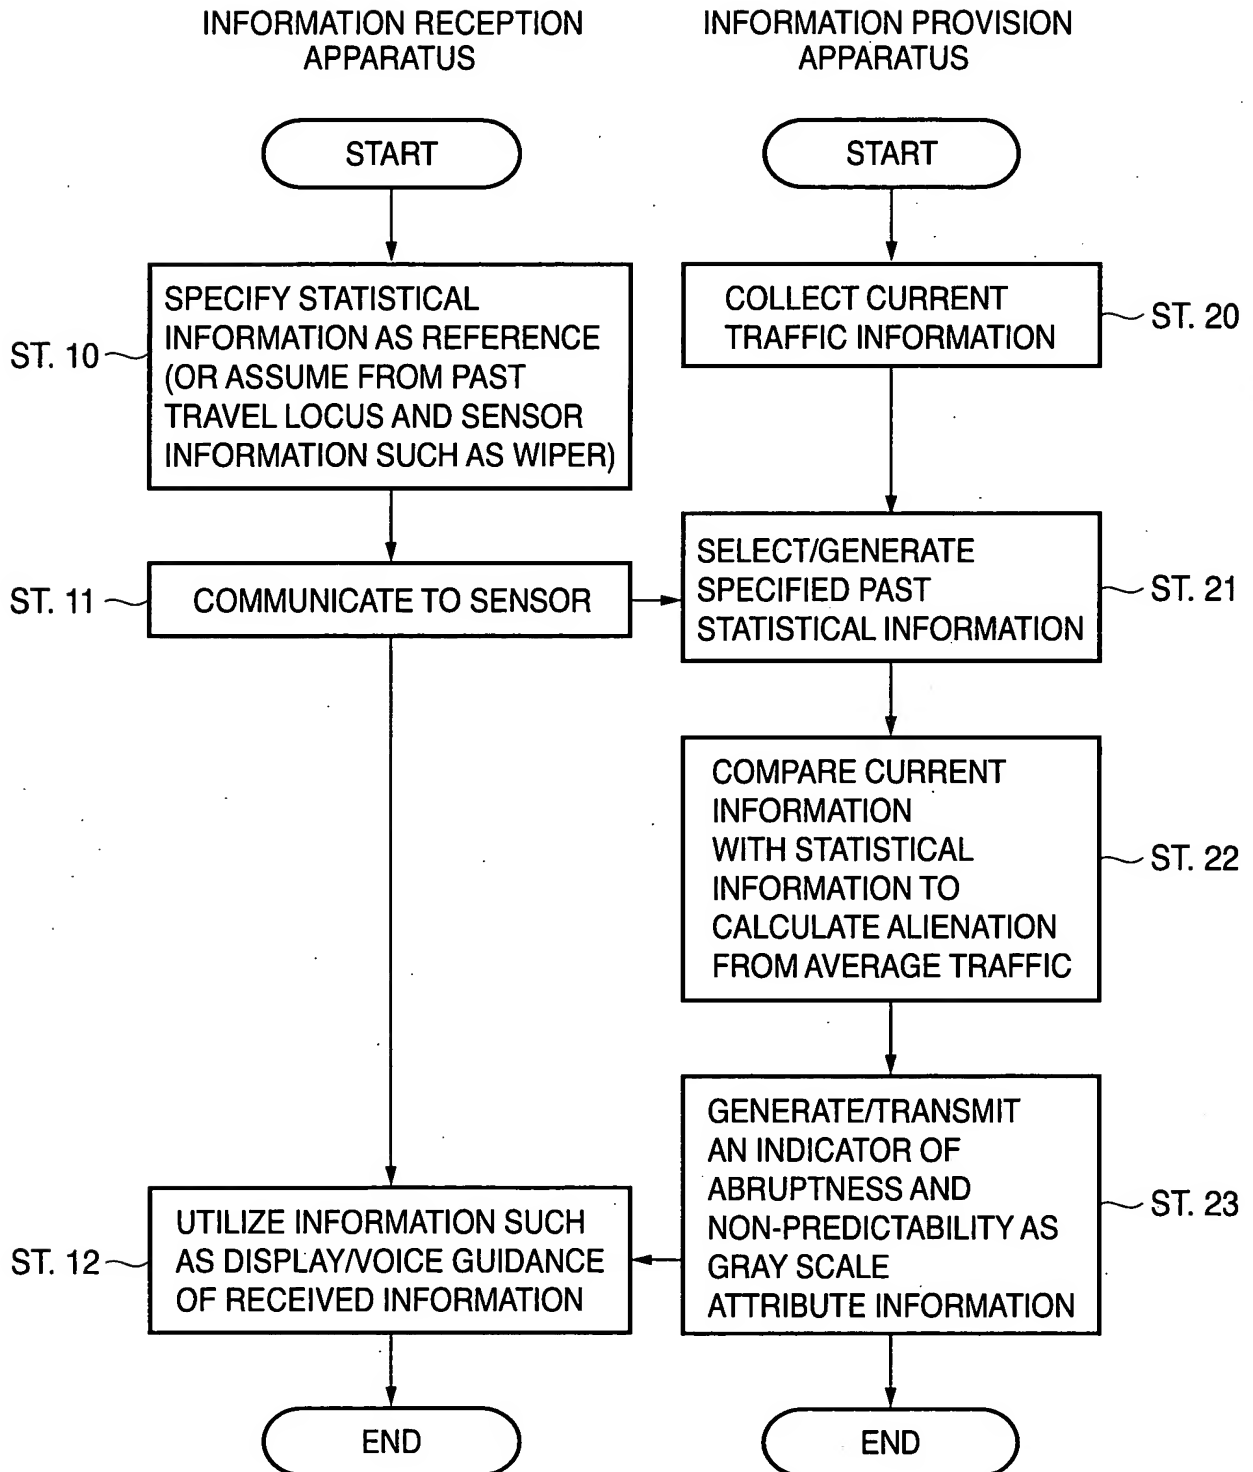 INFORMATION RECEPTION
APPARATUS
START
ST. 10
SPECIFY STATISTICAL
INFORMATION AS REFERENCE
(OR ASSUME FROM PAST
TRAVEL LOCUS AND SENSOR
INFORMATION SUCH AS WIPER)
ST. 11
COMMUNICATE TO SENSOR
ST. 12
UTILIZE INFORMATION SUCH
AS DISPLAY/VOICE GUIDANCE
OF RECEIVED INFORMATION
END
INFORMATION PROVISION
APPARATUS
START
COLLECT CURRENT
TRAFFIC INFORMATION
ST. 20
SELECT/GENERATE
SPECIFIED PAST
STATISTICAL INFORMATION
ST. 21
COMPARE CURRENT
INFORMATION
WITH STATISTICAL
INFORMATION TO
CALCULATE ALIENATION
FROM AVERAGE TRAFFIC
ST. 22
GENERATE/TRANSMIT
AN INDICATOR OF
ABRUPTNESS AND
NON-PREDICTABILITY AS
GRAY SCALE
ATTRIBUTE INFORMATION
ST. 23
END